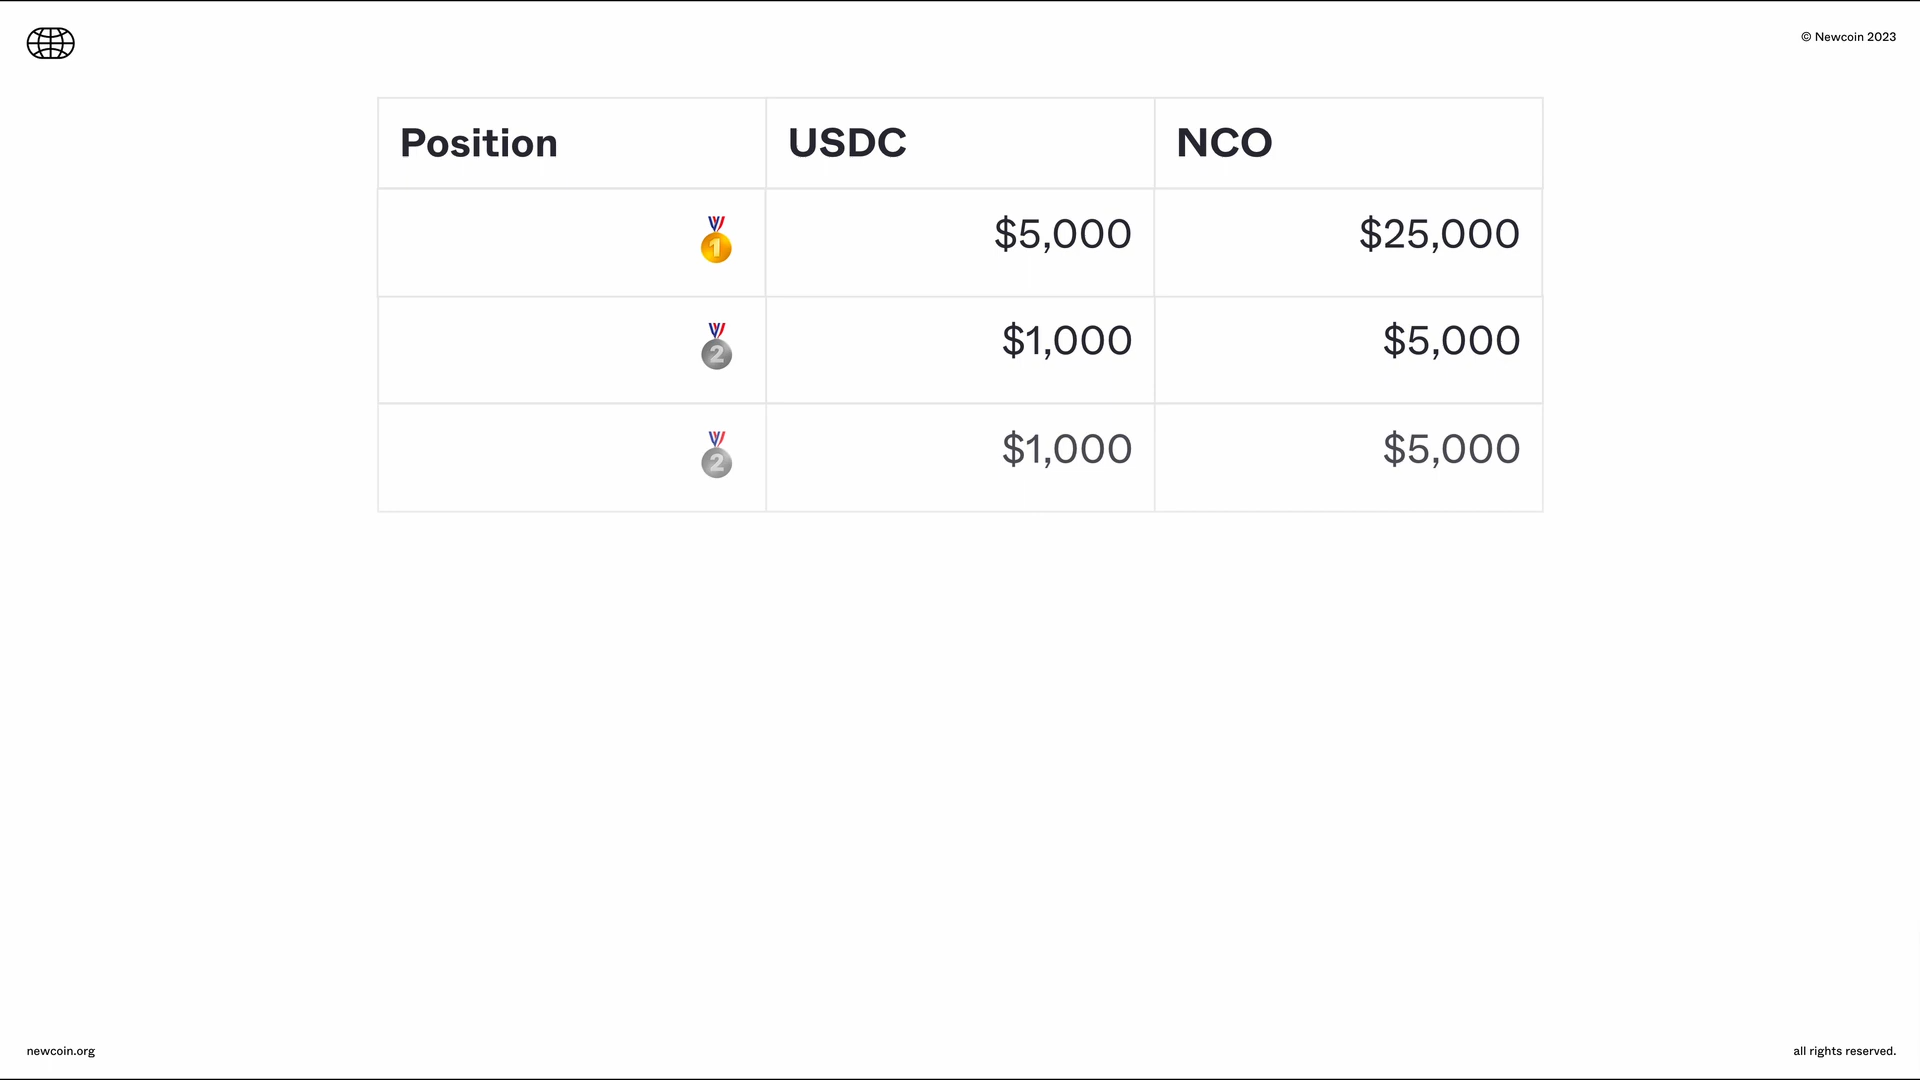 © Newcoin 2023
Position USDC NCO
1 $5,000 $25,000
2 $1,000 $5,000
2 $1,000 $5,000
newcoin.org
all rights reserved.